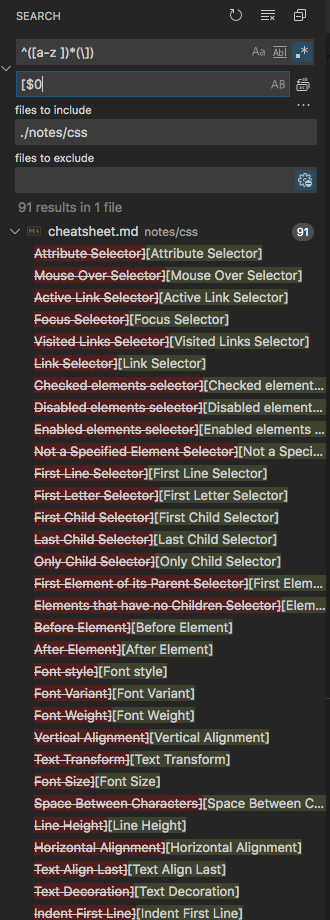 SEARCH
^([a-z ])*(\])
Aa Abl .*
[$0
AB
...
files to include
./notes/css
files to exclude
91 results in 1 file
cheatsheet.md notes/css 91
Attribute Selector][Attribute Selector]
Mouse Over Selector][Mouse Over Selector]
Active Link Selector][Active Link Selector]
Focus Selector][Focus Selector]
Visited Links Selector][Visited Links Selector]
Link Selector][Link Selector]
Checked elements selector][Checked element...
Disabled elements selector][Disabled element...
Enabled elements selector][Enabled elements ...
Not a Specified Element Selector][Not a Speci...
First Line Selector][First Line Selector]
First Letter Selector][First Letter Selector]
First Child Selector][First Child Selector]
Last Child Selector][Last Child Selector]
Only Child Selector][Only Child Selector]
First Element of its Parent Selector][First Elem...
Elements that have no Children Selector][Elem...
Before Element][Before Element]
After Element][After Element]
Font style][Font style]
Font Variant][Font Variant]
Font Weight][Font Weight]
Vertical Alignment][Vertical Alignment]
Text Transform][Text Transform]
Font Size][Font Size]
Space Between Characters][Space Between C...
Line Height][Line Height]
Horizontal Alignment][Horizontal Alignment]
Text Align Last][Text Align Last]
Text Decoration][Text Decoration]
Indent First Line][Indent First Line]